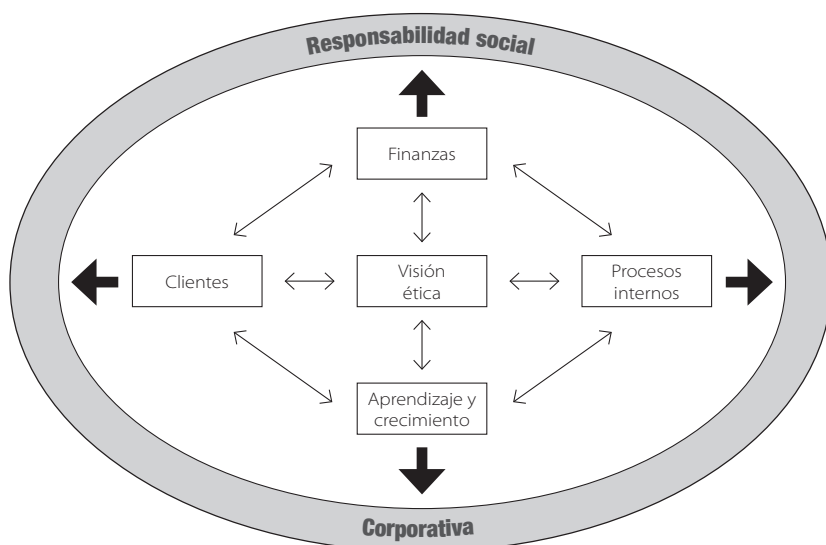 Responsabilidad social
Finanzas
Clientes
Visión
ética
Procesos
internos
Aprendizaje y
crecimiento
Corporativa